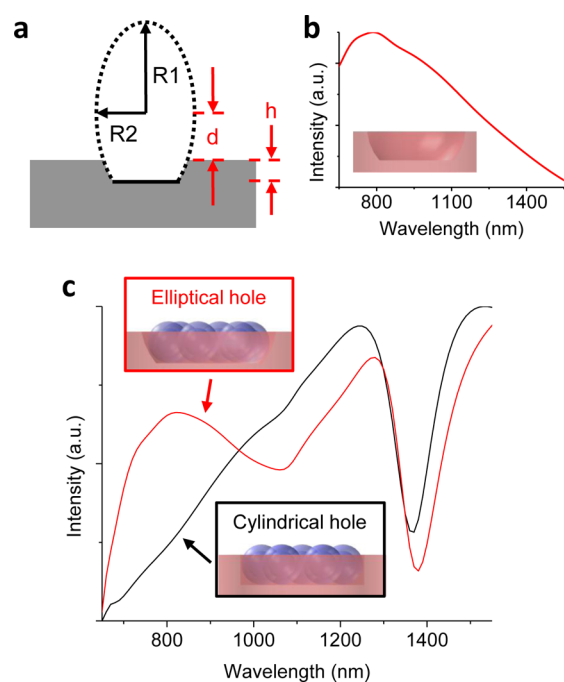 a
R1
R2
d
h
b
Intensity (a.u.)
800
1100
1400
Wavelength (nm)
c
Elliptical hole
Intensity (a.u.)
Cylindrical hole
800
1000
1200
1400
Wavelength (nm)